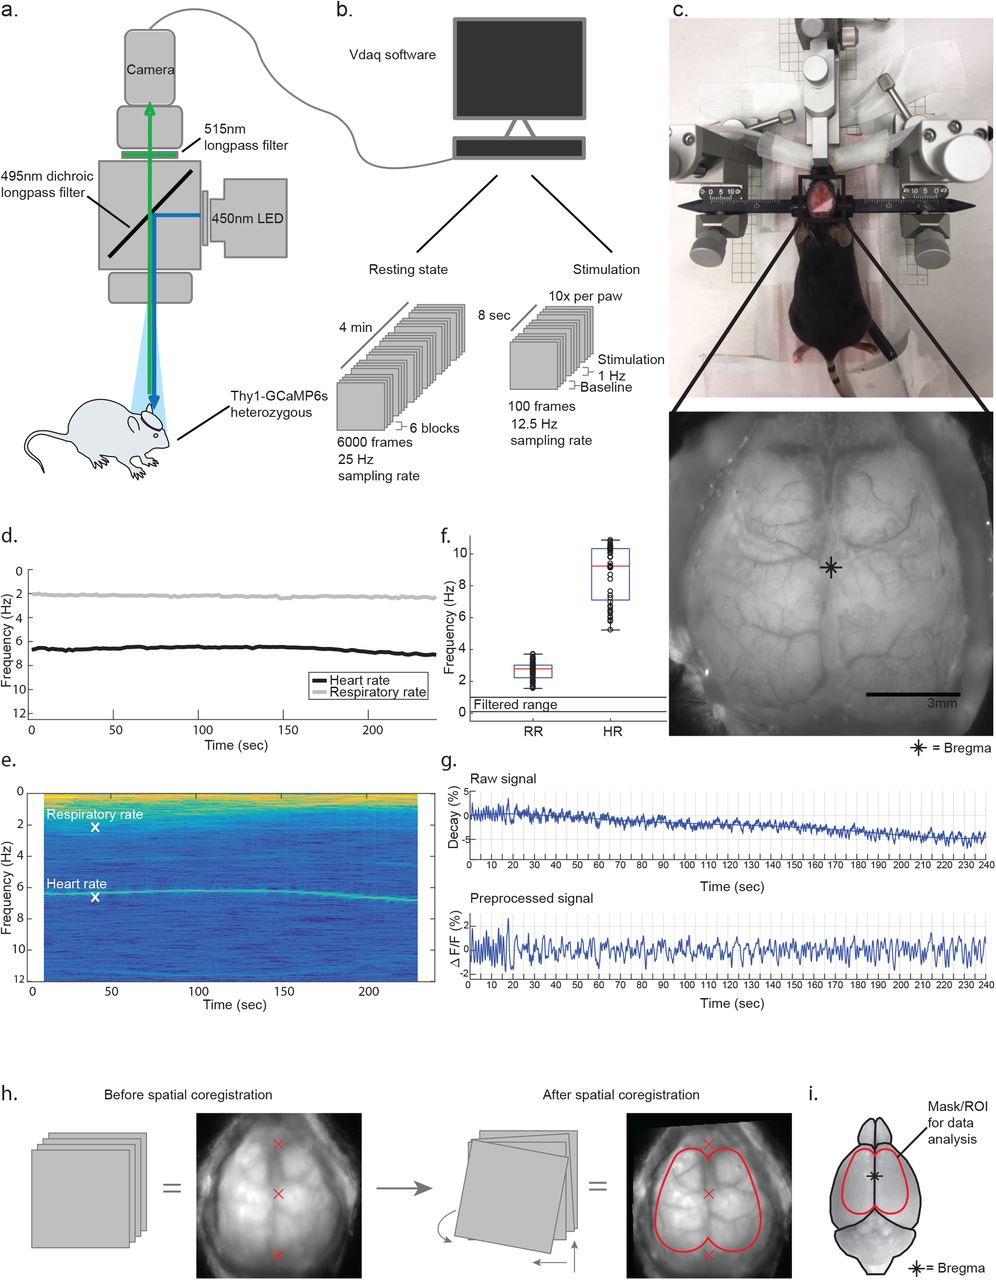 a.
Camera
515nm
longpass filter
495nm dichroic
longpass filter
450nm LED
Thy1-GCaMP6s
heterozygous
b.
Vdaq software
Resting state
Stimulation
4 min
6 blocks
6000 frames
25 Hz
sampling rate
10x per paw
8 sec
Stimulation
1 Hz
Baseline
100 frames
12.5 Hz
sampling rate
c.
3mm
= Bregma
d.
Frequency (Hz)
0
2
4
6
8
10
12
Heart rate
Respiratory rate
0
50
100
150
200
Time (sec)
e.
Frequency (Hz)
0
2
4
6
8
10
12
Respiratory rate
x
Heart rate
x
0
50
100
150
200
Time (sec)
f.
Frequency (Hz)
10
8
6
4
2
0
Filtered range
RR
HR
g.
Raw signal
Decay (%)
5
0
-5
0 10 20 30 40 50 60 70 80 90 100 110 120 130 140 150 160 170 180 190 200 210 220 230 240
Time (sec)
Preprocessed signal
Δ F/F (%)
2
0
-2
0 10 20 30 40 50 60 70 80 90 100 110 120 130 140 150 160 170 180 190 200 210 220 230 240
Time (sec)
h.
Before spatial coregistration
=
After spatial coregistration
=
i.
Mask/ROI
for data
analysis
= Bregma